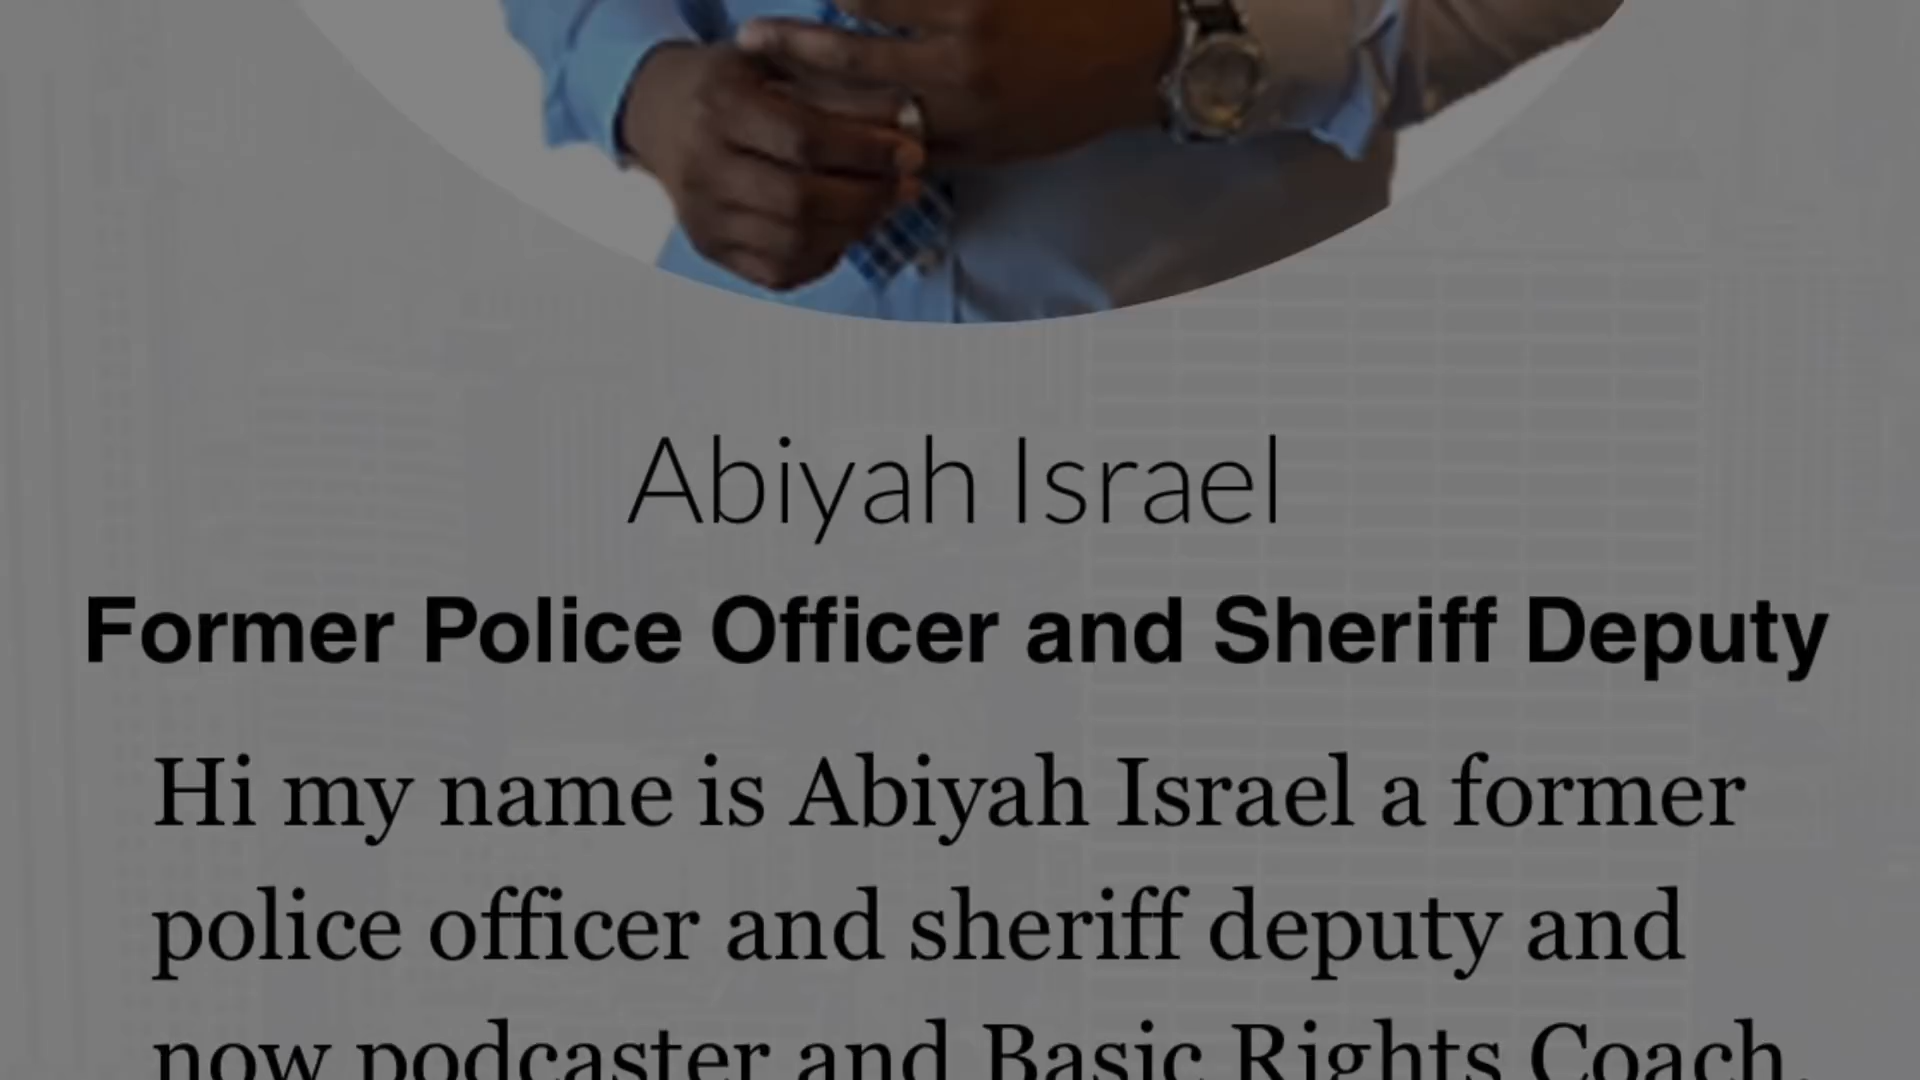 Abiyah Israel
Former Police Officer and Sheriff Deputy
Hi my name is Abiyah Israel a former
police officer and sheriff deputy and
now podcaster and Basic Rights Coach.